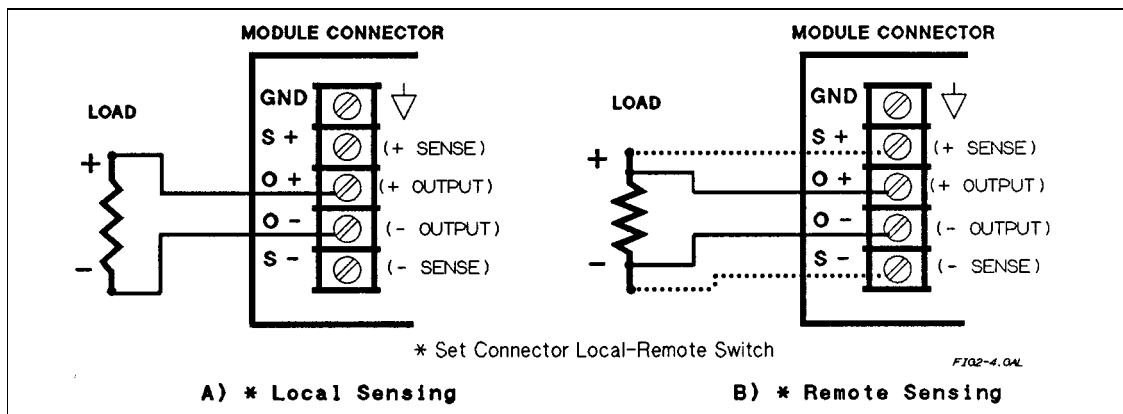 MODULE CONNECTOR
GND
LOAD
S +
(+ SENSE)
+
O +
(+ OUTPUT)
O -
(- OUTPUT)
-
S -
(- SENSE)
MODULE CONNECTOR
GND
LOAD
S +
(+ SENSE)
+
O +
(+ OUTPUT)
O -
(- OUTPUT)
-
S -
(- SENSE)
* Set Connector Local-Remote Switch
FIG2-4.GAL
A) * Local Sensing
B) * Remote Sensing